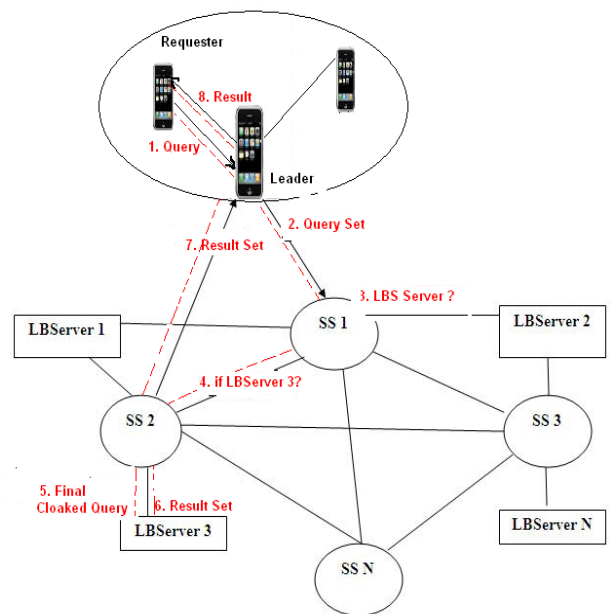 Requester
8. Result
1. Query
Leader
2. Query Set
7. Result Set
3. LBS Server ?
LBServer 1
SS 1
LBServer 2
4. if LBServer 3?
SS 2
SS 3
5. Final
Cloaked Query
6. Result Set
LBServer 3
LBServer N
SS N